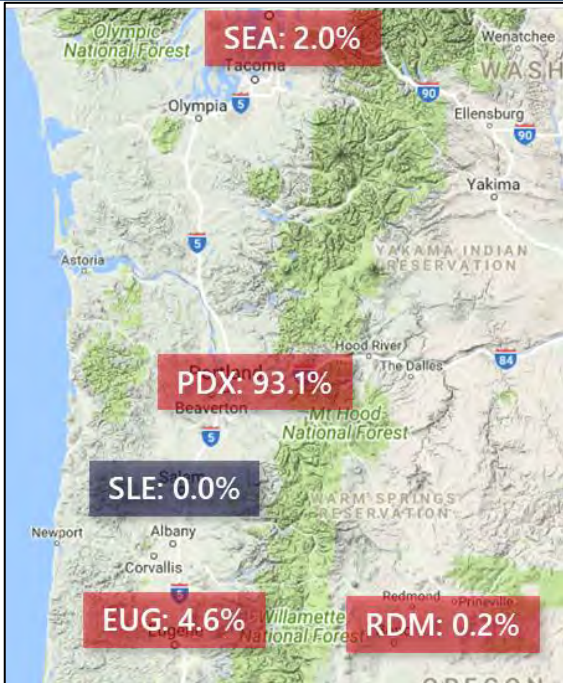 Olympic
National Forest
SEA: 2.0%
Wenatchee
WASH
Tacoma
90
5
Olympia
Ellensburg
90
Yakima
5
YAKAMA INDIAN
RESERVATION
Astoria
Hood River
84
The Dalles
PDX: 93.1%
Beaverton
Mt Hood
National Forest
5
SLE: 0.0%
WARM SPRINGS
RESERVATION
Newport
Albany
Corvallis
5
Redmond
Prineville
EUG: 4.6%
Willamette
National Forest
RDM: 0.2%
Eugene
OREGON